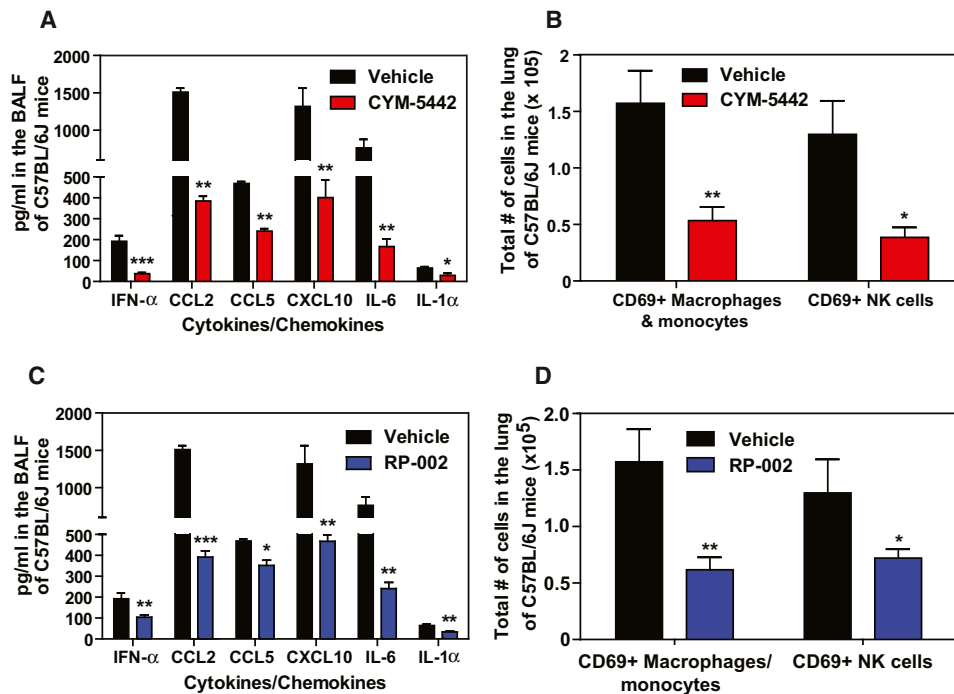 A
pg/ml in the BALF
of C57BL/6J mice
2000
1500
1000
500
400
300
200
100
0
Vehicle
CYM-5442
***
**
**
**
**
*
IFN-α CCL2 CCL5 CXCL10 IL-6 IL-1α
Cytokines/Chemokines
B
Total # of cells in the lung
of C57BL/6J mice (x 105)
2
1.5
1
0.5
0
Vehicle
CYM-5442
**
*
CD69+ Macrophages
& monocytes
CD69+ NK cells
C
pg/ml in the BALF
of C57BL/6J mice
2000
1500
1000
500
400
300
200
100
0
Vehicle
RP-002
**
***
*
**
**
**
IFN-α CCL2 CCL5 CXCL10 IL-6 IL-1α
Cytokines/Chemokines
D
Total # of cells in the lung
of C57BL/6J mice (x10⁵)
2.0
1.5
1.0
0.5
0
Vehicle
RP-002
**
*
CD69+ Macrophages/
monocytes
CD69+ NK cells